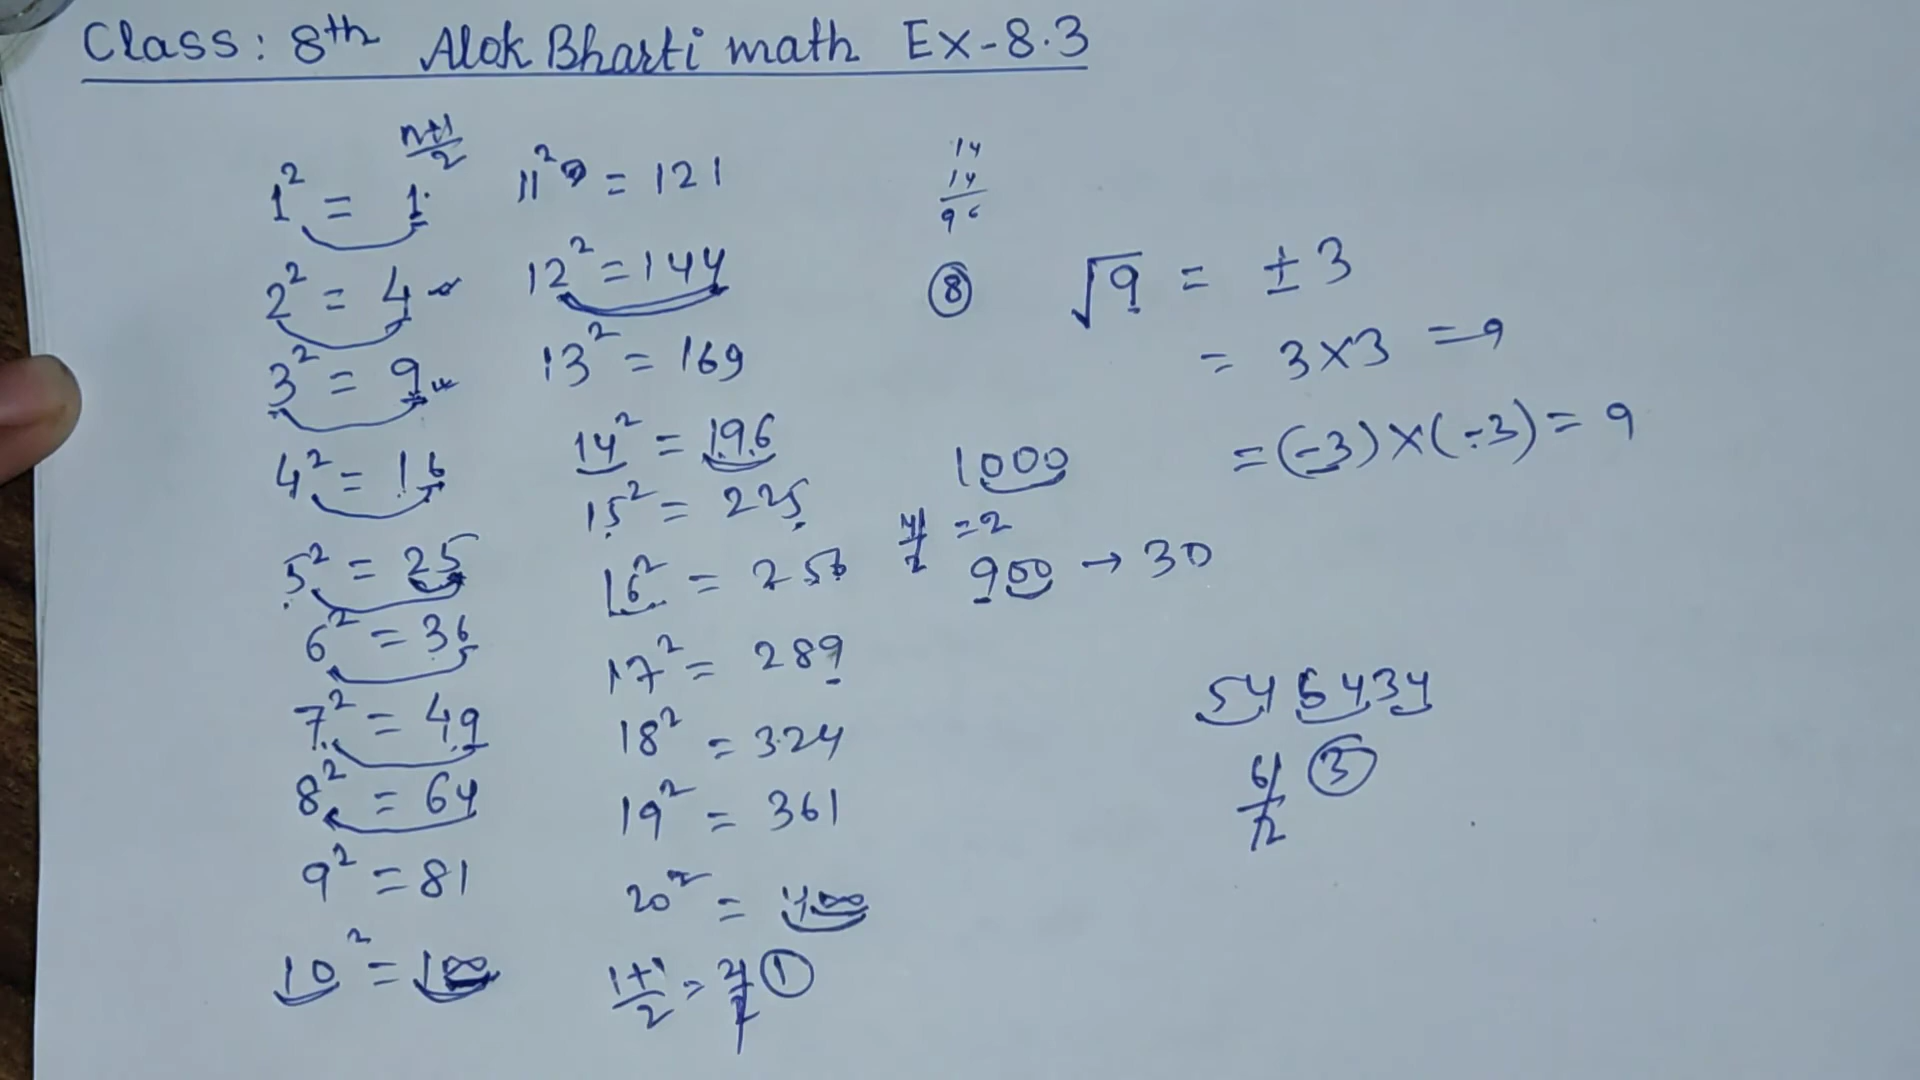 Class: 8th Alok Bharti math Ex-8.3
n+1/2
1² = 1
2² = 4
3² = 9
4² = 16
5² = 25
6² = 36
7² = 49
8² = 64
9² = 81
10² = 100
11² = 121
12² = 144
13² = 169
14² = 196
15² = 225
16² = 256
17² = 289
18² = 324
19² = 361
20² = 400
1+1/2 = 2/2 1
14
14
96
8
√9 = ±3
= 3×3 = 9
= (-3)×(-3) = 9
1000
4/2 = 2
900 → 30
545434
6/2 3